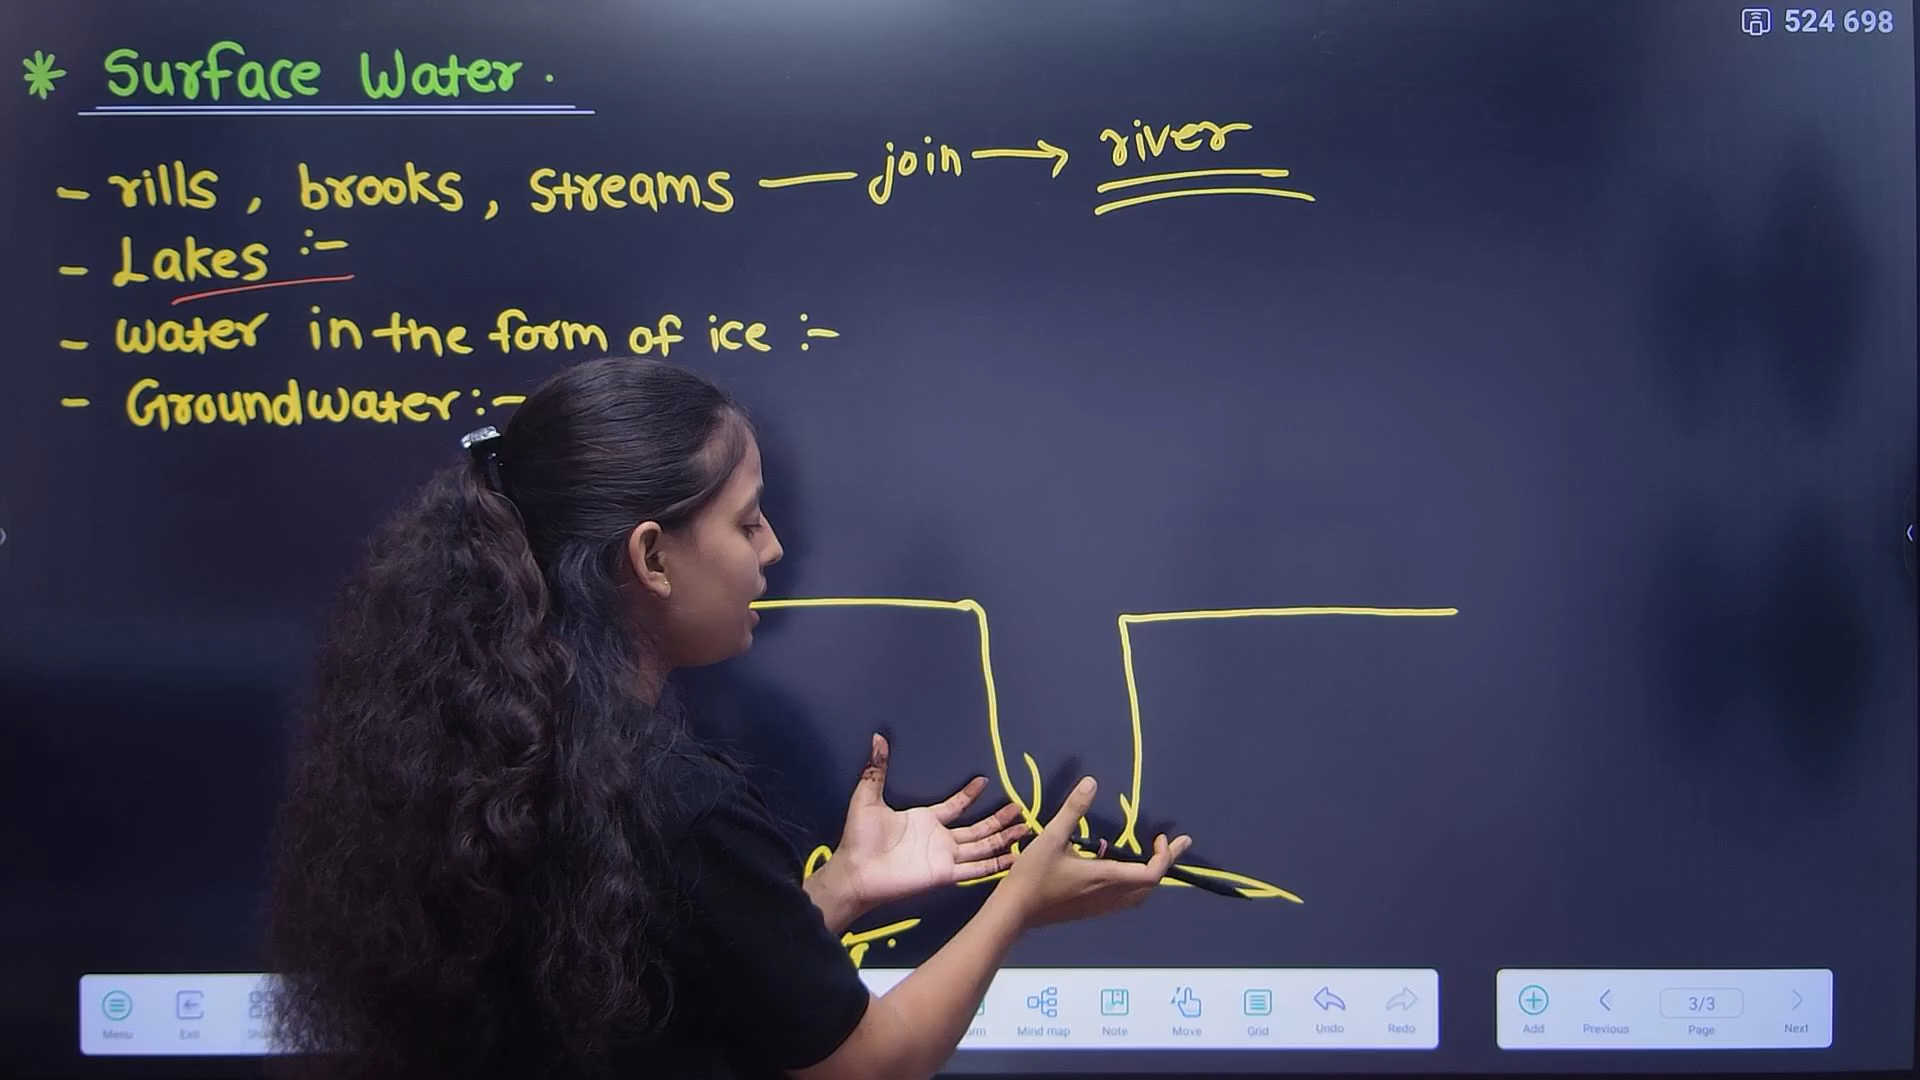 524 698
* Surface Water.
- rills, brooks, streams — join → river
- Lakes :-
- water in the form of ice :-
- Groundwater :-
Menu Exit Mind map Note Move Grid Undo Redo Add Previous 3/3 Page Next